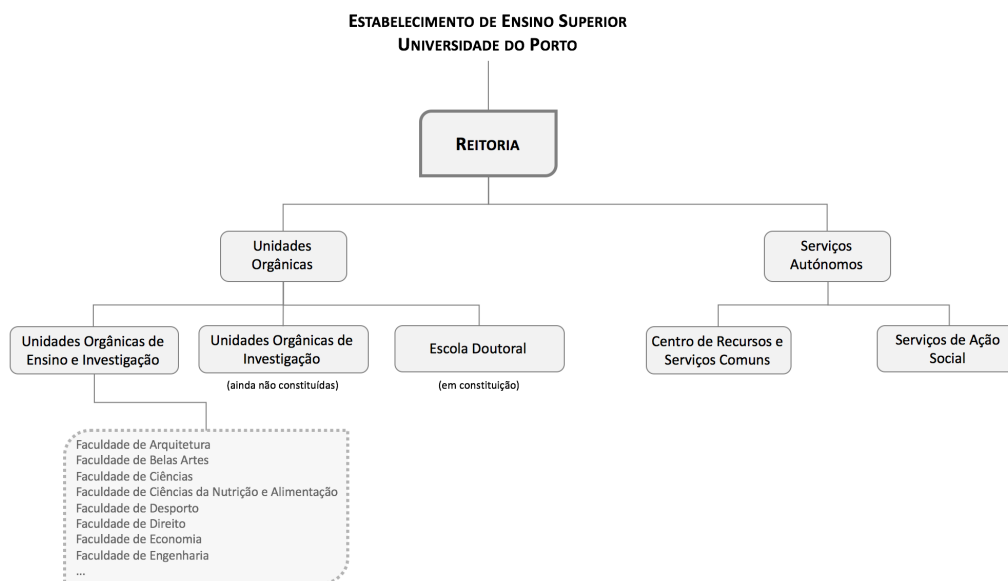 ESTABELECIMENTO DE ENSINO SUPERIOR
UNIVERSIDADE DO PORTO
REITORIA
Unidades
Orgânicas
Serviços
Autónomos
Unidades Orgânicas de
Ensino e Investigação
Unidades Orgânicas de
Investigação
(ainda não constituídas)
Escola Doutoral
(em constituição)
Centro de Recursos e
Serviços Comuns
Serviços de Ação
Social
Faculdade de Arquitetura
Faculdade de Belas Artes
Faculdade de Ciências
Faculdade de Ciências da Nutrição e Alimentação
Faculdade de Desporto
Faculdade de Direito
Faculdade de Economia
Faculdade de Engenharia
...